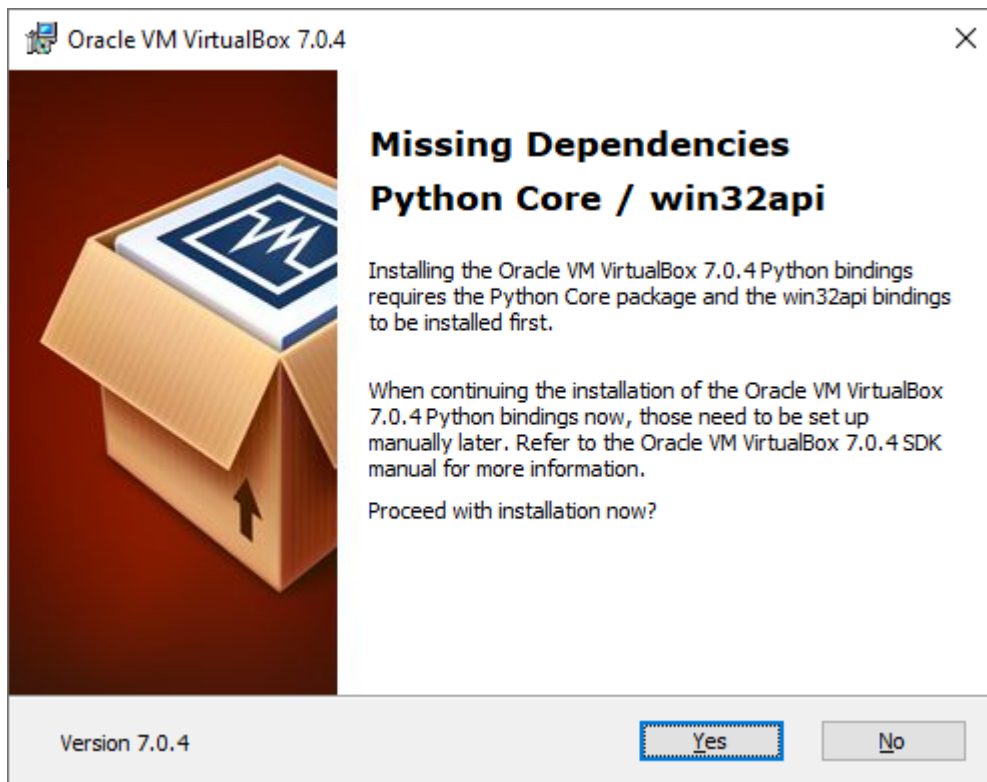 Oracle VM VirtualBox 7.0.4
Missing Dependencies
Python Core / win32api
Installing the Oracle VM VirtualBox 7.0.4 Python bindings
requires the Python Core package and the win32api bindings
to be installed first.
When continuing the installation of the Oracle VM VirtualBox
7.0.4 Python bindings now, those need to be set up
manually later. Refer to the Oracle VM VirtualBox 7.0.4 SDK
manual for more information.
Proceed with installation now?
Version 7.0.4
Yes
No